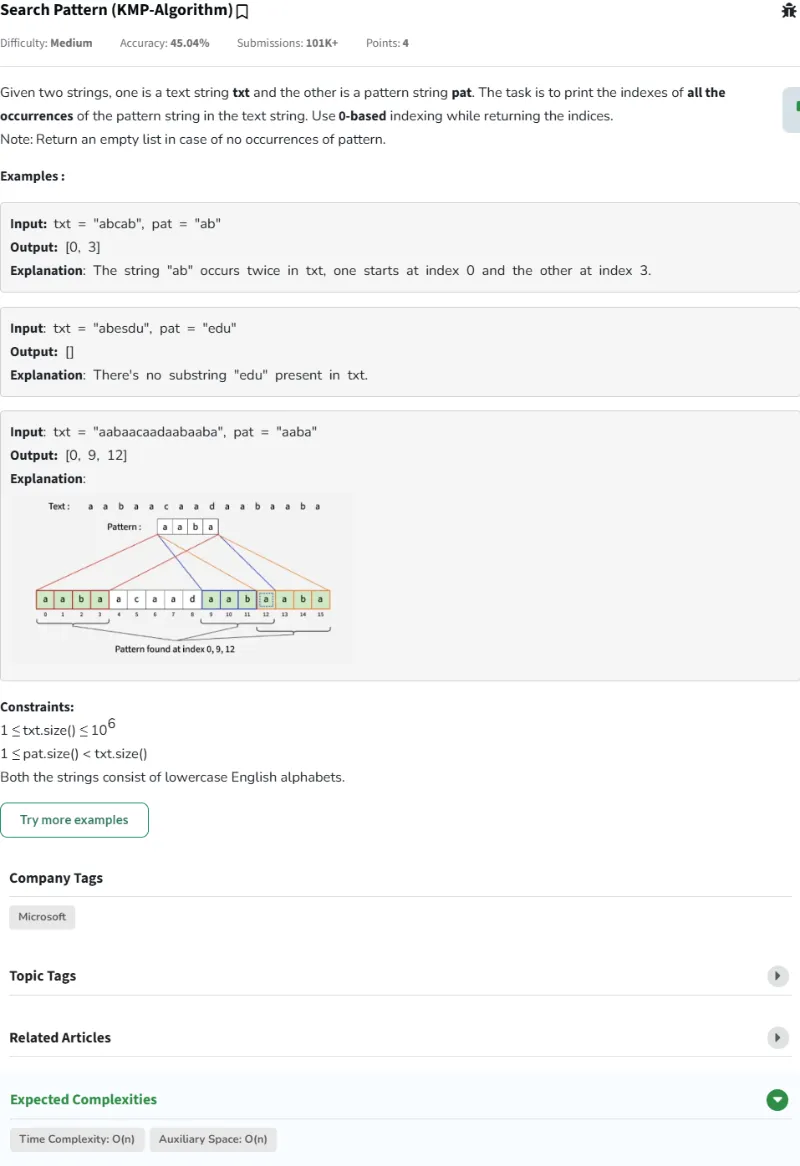 Search Pattern (KMP-Algorithm)
Difficulty: Medium Accuracy: 45.04% Submissions: 101K+ Points: 4
Given two strings, one is a text string txt and the other is a pattern string pat. The task is to print the indexes of all the
occurrences of the pattern string in the text string. Use 0-based indexing while returning the indices.
Note: Return an empty list in case of no occurrences of pattern.
Examples :
Input: txt = "abcab", pat = "ab"
Output: [0, 3]
Explanation: The string "ab" occurs twice in txt, one starts at index 0 and the other at index 3.
Input: txt = "abesdu", pat = "edu"
Output: []
Explanation: There's no substring "edu" present in txt.
Input: txt = "aabaacaadaabaaba", pat = "aaba"
Output: [0, 9, 12]
Explanation:
Text : a a b a a c a a d a a b a a b a
Pattern : a a b a
a a b a a c a a d a a b a a b a
0 1 2 3 4 5 6 7 8 9 10 11 12 13 14 15
Pattern found at index 0, 9, 12
Constraints:
1 ≤ txt.size() ≤ 10^6
1 ≤ pat.size() < txt.size()
Both the strings consist of lowercase English alphabets.
Try more examples
Company Tags
Microsoft
Topic Tags
Related Articles
Expected Complexities
Time Complexity: O(n) Auxiliary Space: O(n)